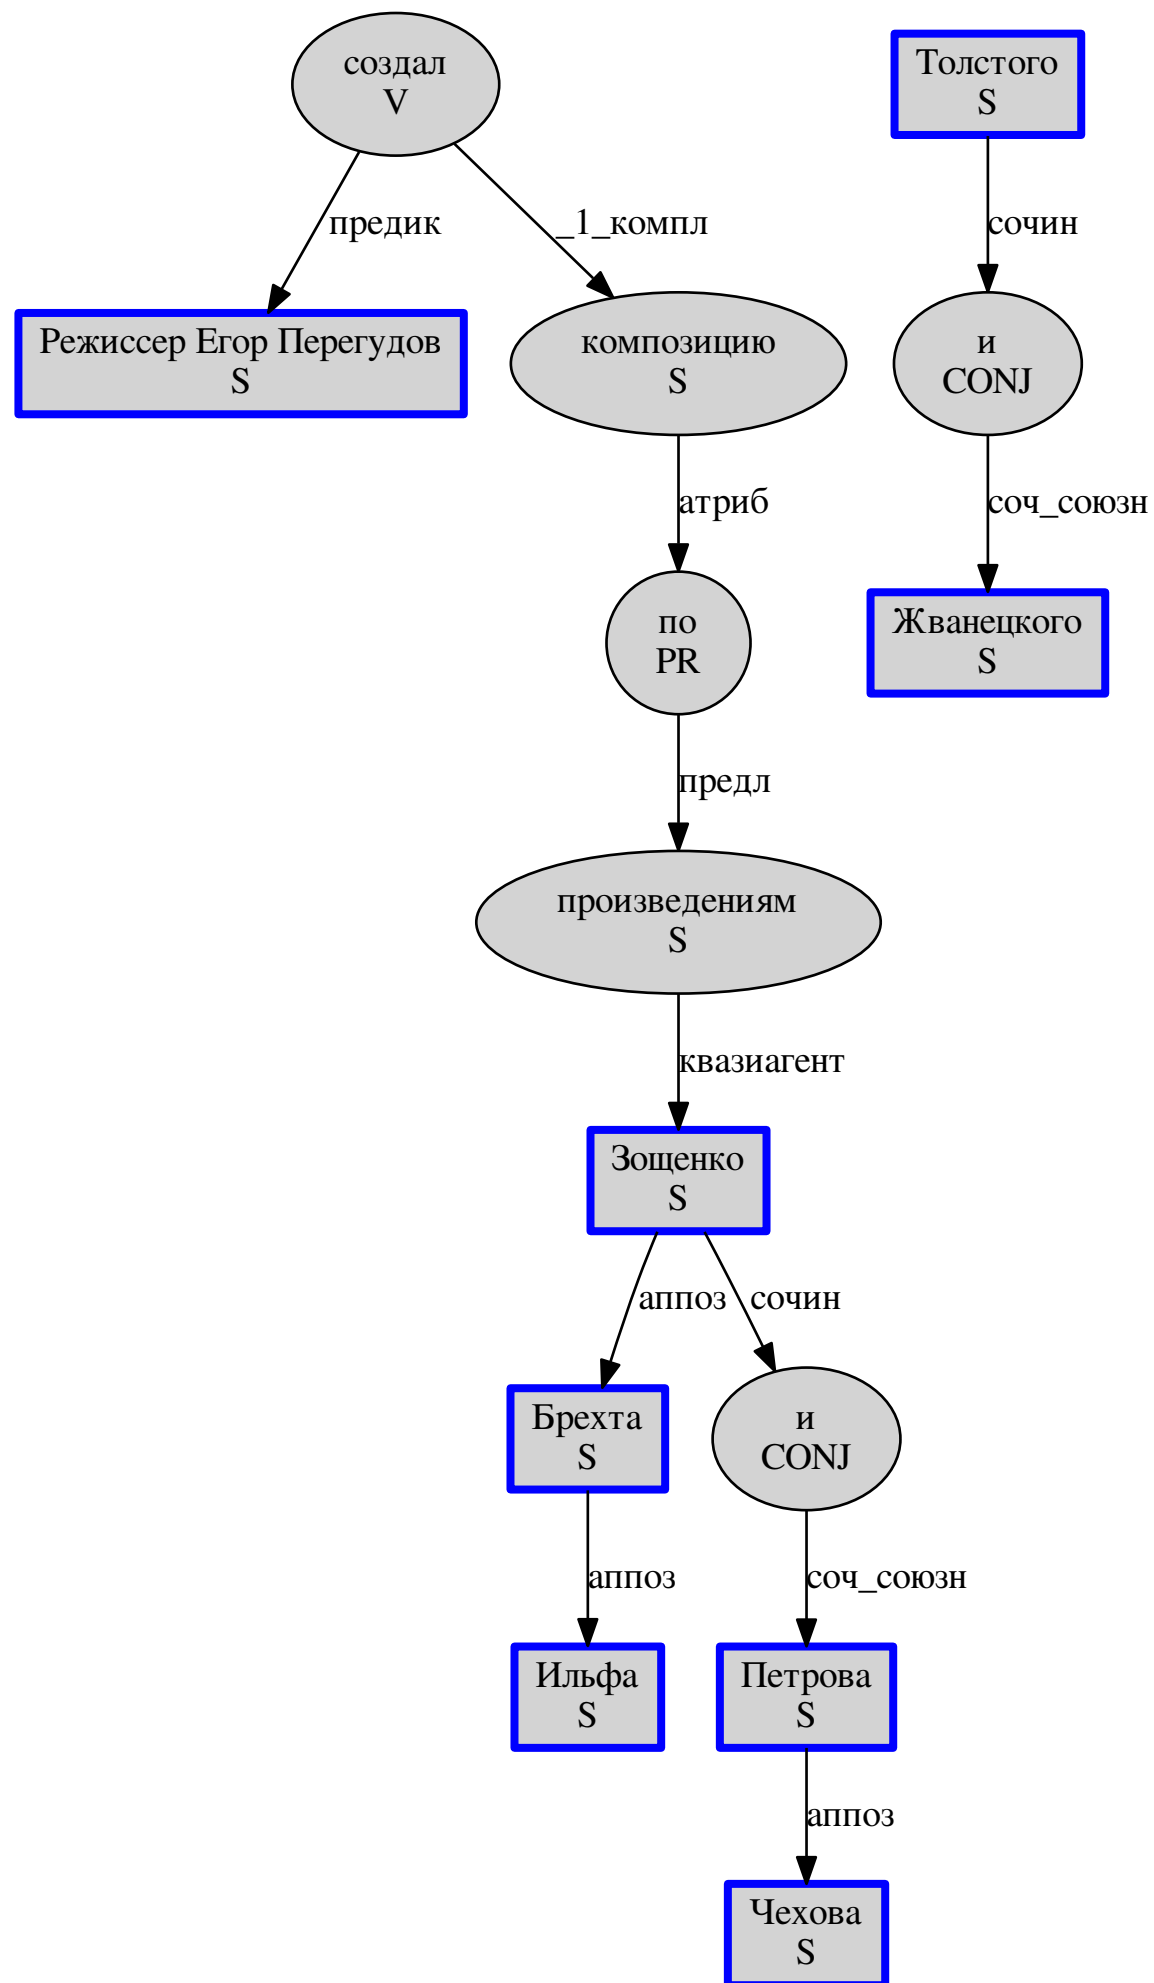 создал
V
Толстого
S
предик
_1_компл
сочин
Режиссер Егор Перегудов
S
композицию
S
и
CONJ
атриб
соч_союзн
по
PR
Жванецкого
S
предл
произведениям
S
квазиагент
Зощенко
S
аппоз
сочин
Брехта
S
и
CONJ
аппоз
соч_союзн
Ильфа
S
Петрова
S
аппоз
Чехова
S